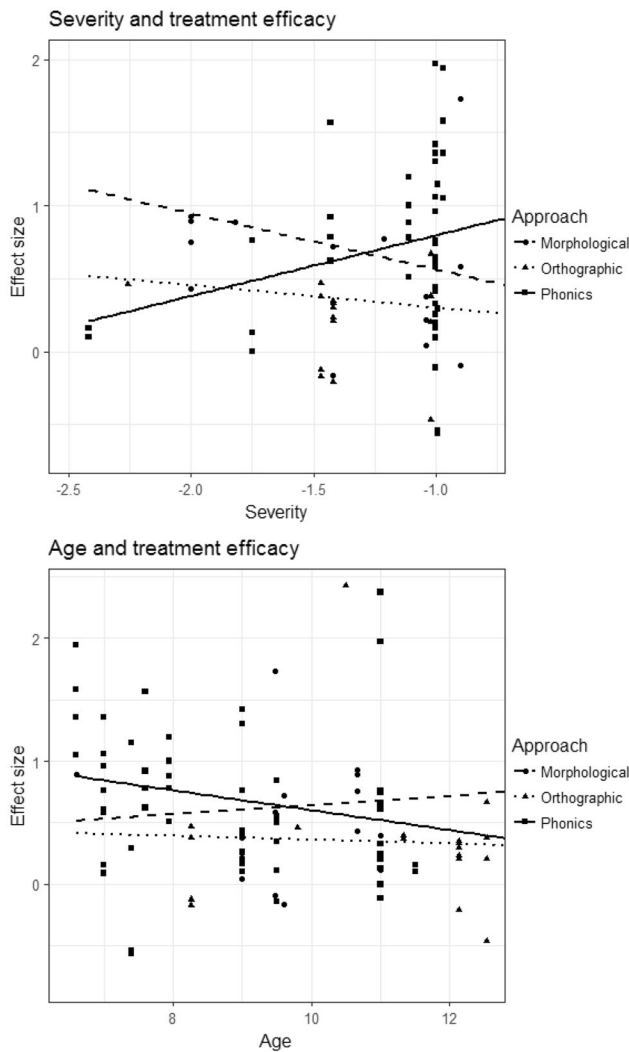 Severity and treatment efficacy
2
1
0
Effect size
-2.5 -2.0 -1.5 -1.0
Severity
Approach
Morphological
Orthographic
Phonics
Age and treatment efficacy
2
1
0
Effect size
8 10 12
Age
Approach
Morphological
Orthographic
Phonics